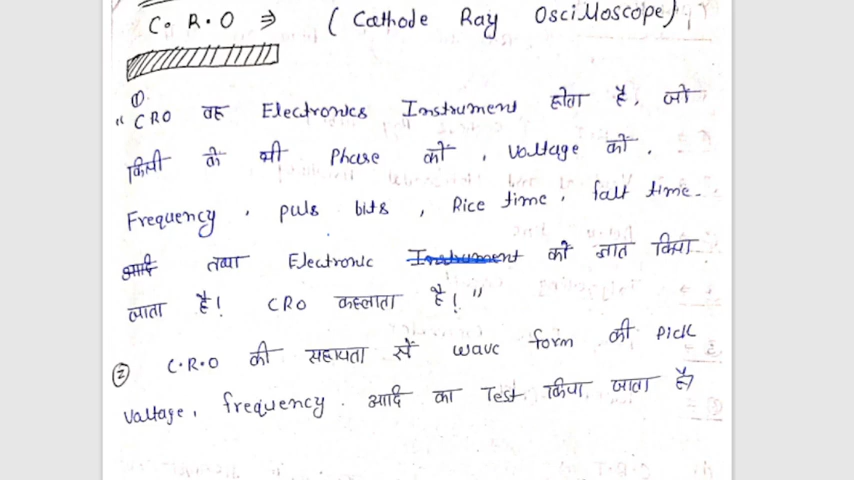 C. R. O ⇒ ( Cathode Ray Oscilloscope)
①
" CRO वह Electronics Instrument होता है, जो
किसी के भी Phase को , Voltage को ,
Frequency , puls bits , Rice time , fall time.
आदि तथा Electronic Instrument को ज्ञात किया
जाता है! CRO कहलाता है! "
② C.R.O की सहायता सें wave form की pick
Valtage , frequency . आदि का Test किया जाता है